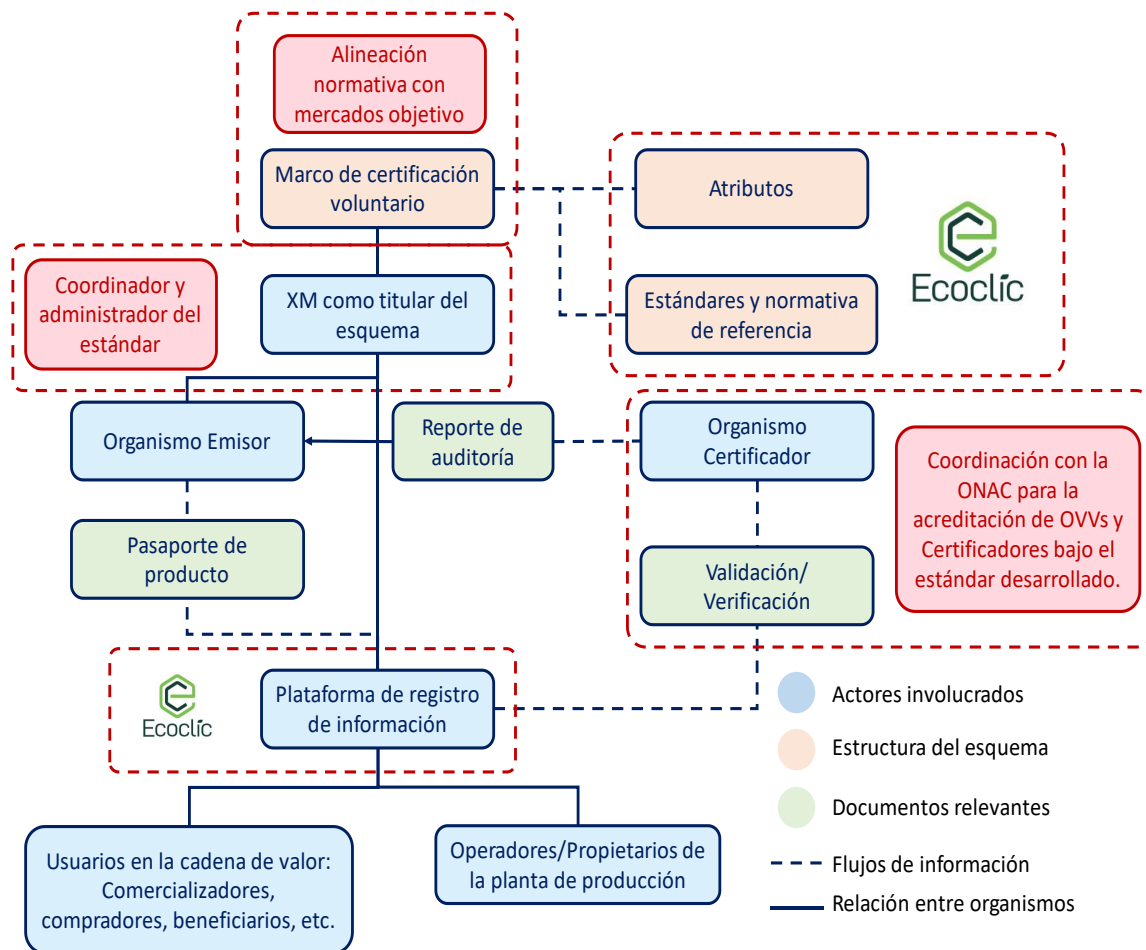 Alineación
normativa con
mercados objetivo
Marco de certificación
voluntario
Atributos
Estándares y normativa
de referencia
Ecoclíc
Coordinador y
administrador del
estándar
XM como titular del
esquema
Organismo Emisor
Reporte de
auditoría
Organismo
Certificador
Coordinación con la
ONAC para la
acreditación de OVVs y
Certificadores bajo el
estándar desarrollado.
Pasaporte de
producto
Validación/
Verificación
Ecoclíc
Plataforma de registro
de información
Usuarios en la cadena de valor:
Comercializadores,
compradores, beneficiarios, etc.
Operadores/Propietarios de
la planta de producción
Actores involucrados
Estructura del esquema
Documentos relevantes
Flujos de información
Relación entre organismos